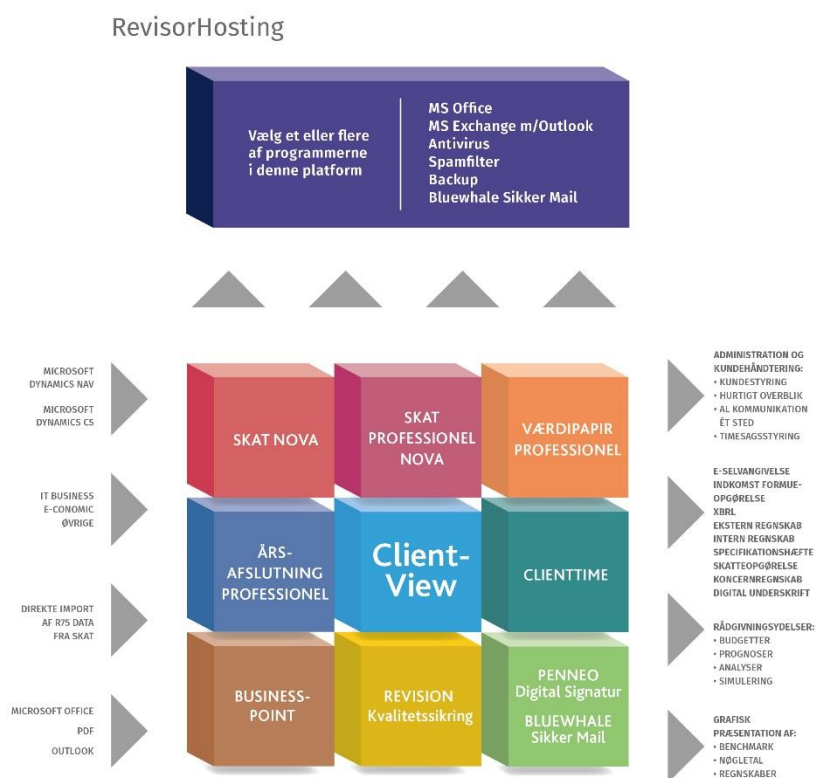 RevisorHosting
Vælg et eller flere
af programmerne
i denne platform
MS Office
MS Exchange m/Outlook
Antivirus
Spamfilter
Backup
Bluewhale Sikker Mail
MICROSOFT
DYNAMICS NAV
MICROSOFT
DYNAMICS C5
IT BUSINESS
E-CONOMIC
ØVRIGE
DIREKTE IMPORT
AF R75 DATA
FRA SKAT
MICROSOFT OFFICE
PDF
OUTLOOK
SKAT NOVA
SKAT
PROFESSIONEL
NOVA
VÆRDIPAPIR
PROFESSIONEL
ÅRS-
AFSLUTNING
PROFESSIONEL
Client-
View
CLIENTTIME
BUSINESS-
POINT
REVISION
Kvalitetssikring
PENNEO
Digital Signatur
BLUEWHALE
Sikker Mail
ADMINISTRATION OG
KUNDEHÅNDTERING:
• KUNDESTYRING
• HURTIGT OVERBLIK
• AL KOMMUNIKATION
ÉT STED
• TIMESAGSSTYRING
E-SELVANGIVELSE
INDKOMST FORMUE-
OPGØRELSE
XBRL
EKSTERN REGNSKAB
INTERN REGNSKAB
SPECIFIKATIONSHÆFTE
SKATTEOPGØRELSE
KONCERNREGNSKAB
DIGITAL UNDERSKRIFT
RÅDGIVNINGSYDELSER:
• BUDGETTER
• PROGNOSER
• ANALYSER
• SIMULERING
GRAFISK
PRÆSENTATION AF:
• BENCHMARK
• NØGLETAL
• REGNSKABER